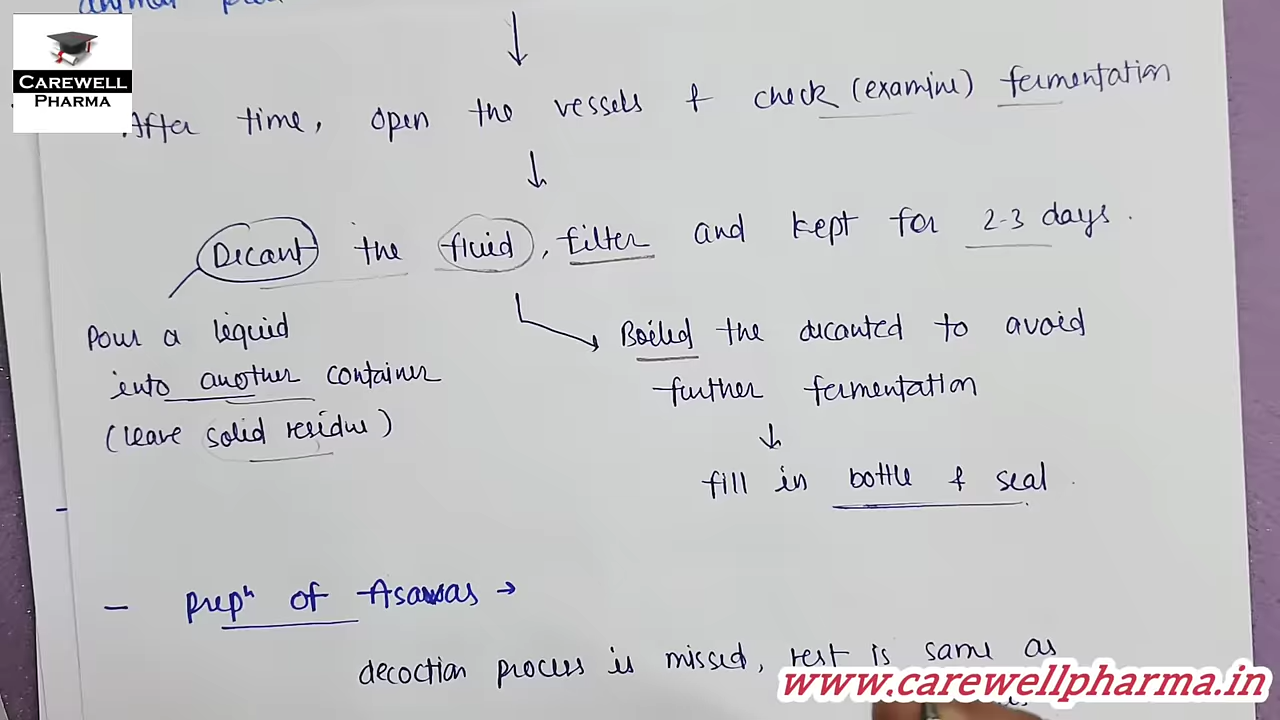 CAREWELL
PHARMA
After time, open the vessels & check (examine) fermentation
Decant the fluid, filter and kept for 2-3 days.
Pour a liquid
into another container
(leave solid residue)
Boiled the decanted to avoid
further fermentation
fill in bottle & seal.
- Prepⁿ of Asavas →
decoction process is missed, rest is same as
www.carewellpharma.in